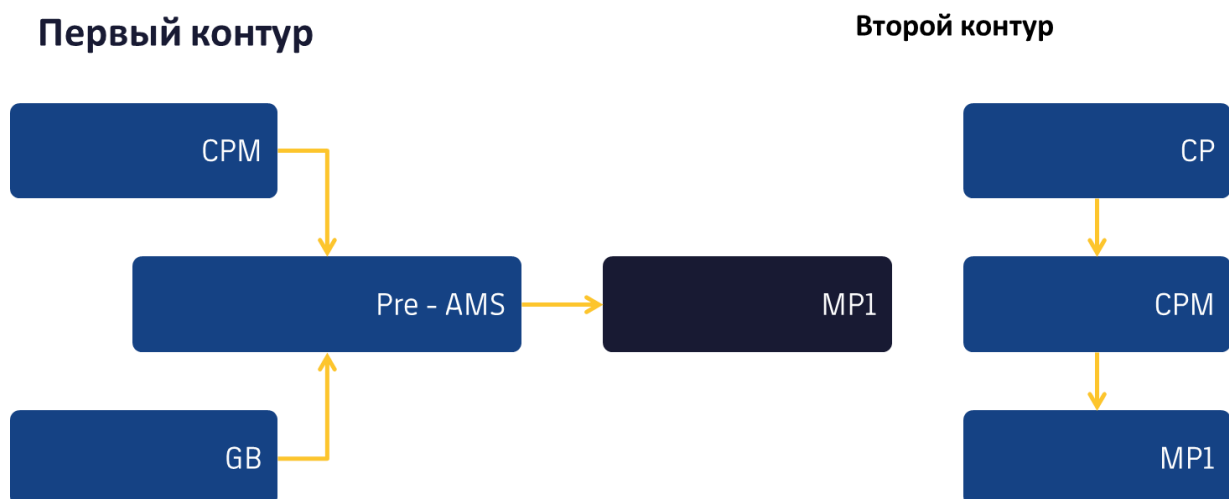 Первый контур
Второй контур
CPM
Pre - AMS
MP1
GB
CP
CPM
MP1